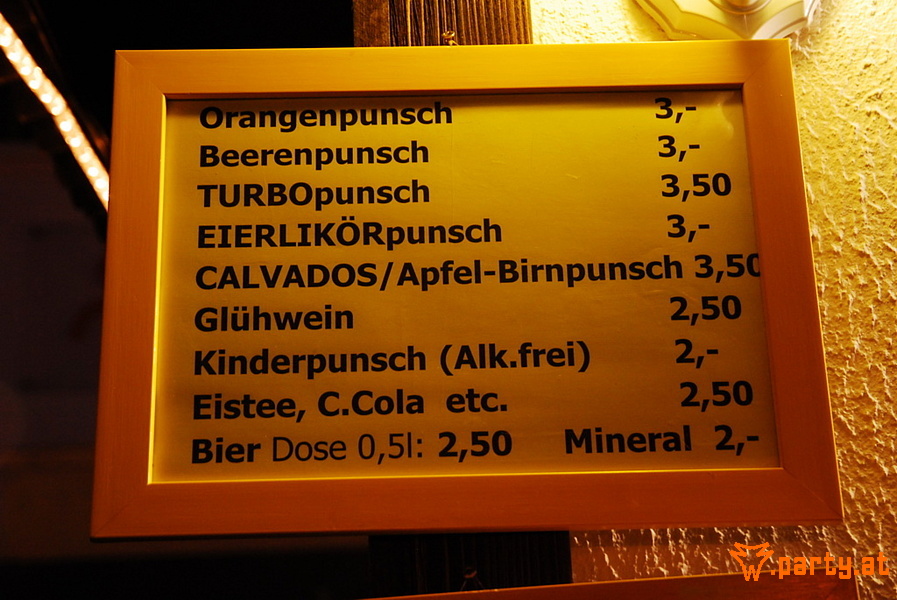 Orangenpunsch 3,-
Beerenpunsch 3,-
TURBOpunsch 3,50
EIERLIKÖRpunsch 3,-
CALVADOS/Apfel-Birnpunsch 3,50
Glühwein 2,50
Kinderpunsch (Alk.frei) 2,-
Eistee, C.Cola etc. 2,50
Bier Dose 0,5l: 2,50 Mineral 2,-
party.at